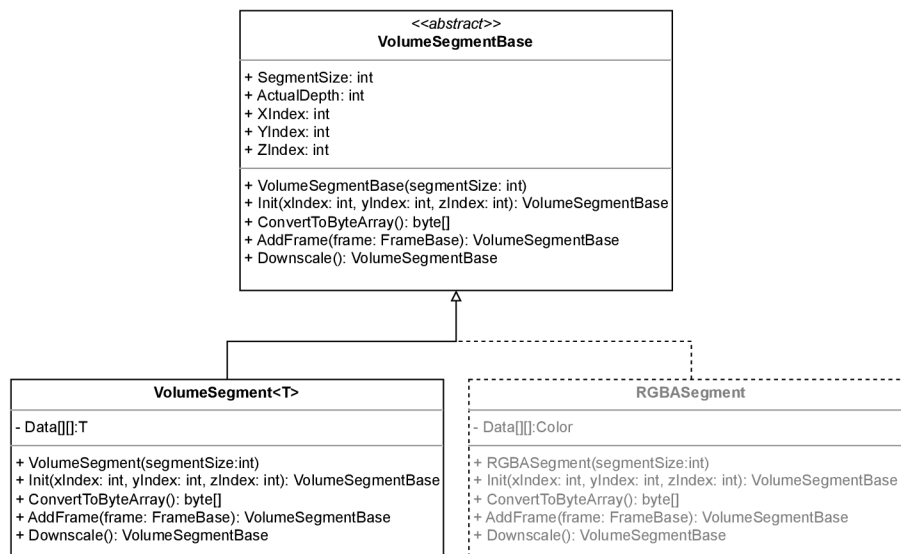 <<abstract>>
VolumeSegmentBase
+ SegmentSize: int
+ ActualDepth: int
+ XIndex: int
+ YIndex: int
+ ZIndex: int
+ VolumeSegmentBase(segmentSize: int)
+ Init(xIndex: int, yIndex: int, zIndex: int): VolumeSegmentBase
+ ConvertToByteArray(): byte[]
+ AddFrame(frame: FrameBase): VolumeSegmentBase
+ Downscale(): VolumeSegmentBase
VolumeSegment<T>
- Data[][]:T
+ VolumeSegment(segmentSize:int)
+ Init(xIndex: int, yIndex: int, zIndex: int): VolumeSegmentBase
+ ConvertToByteArray(): byte[]
+ AddFrame(frame: FrameBase): VolumeSegmentBase
+ Downscale(): VolumeSegmentBase
RGBASegment
- Data[][]:Color
+ RGBASegment(segmentSize:int)
+ Init(xIndex: int, yIndex: int, zIndex: int): VolumeSegmentBase
+ ConvertToByteArray(): byte[]
+ AddFrame(frame: FrameBase): VolumeSegmentBase
+ Downscale(): VolumeSegmentBase